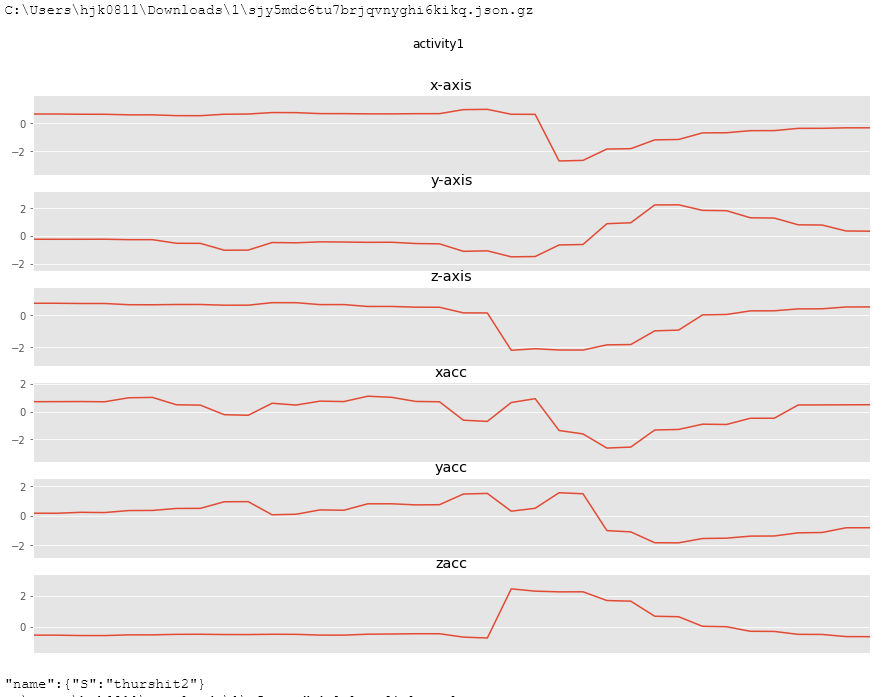 C:\Users\hjk0811\Downloads\1\sjy5mdc6tu7brjqvnyghi6kikq.json.gz
activity1
x-axis
0
−2
y-axis
2
0
−2
z-axis
0
−2
xacc
2
0
−2
yacc
2
0
−2
zacc
2
0
"name":{"S":"thurshit2"}